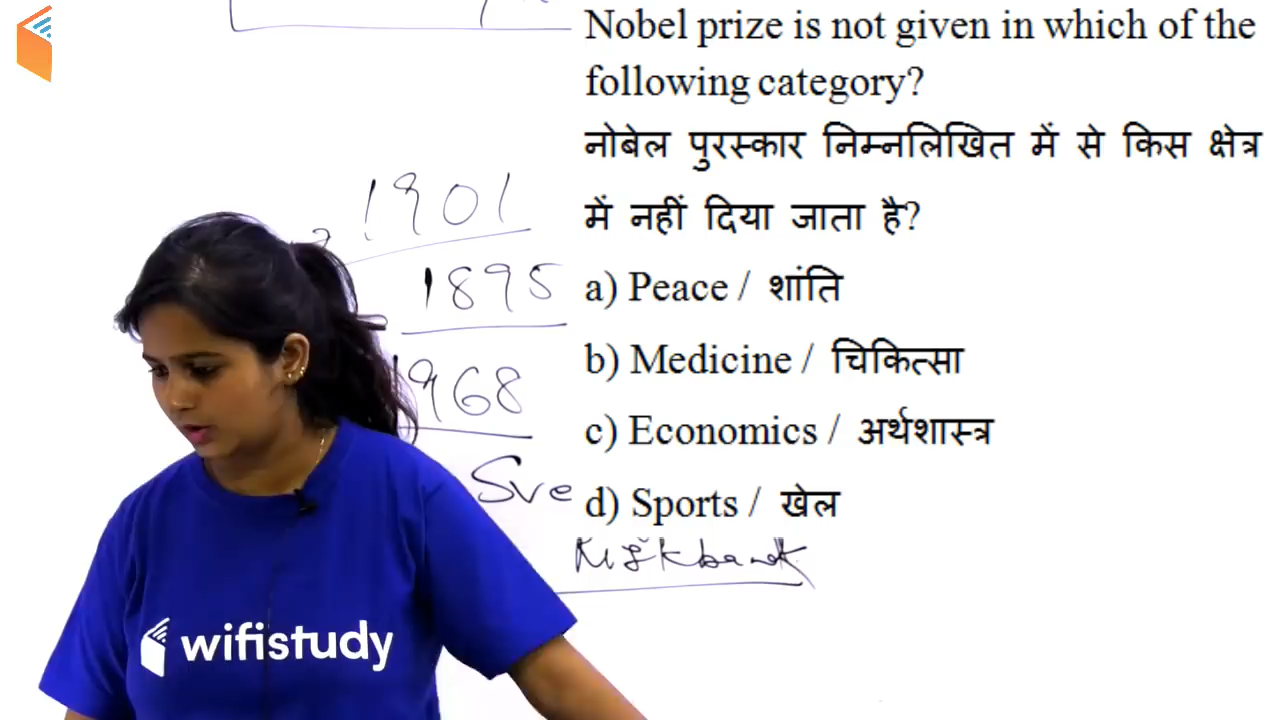 Nobel prize is not given in which of the
following category?
नोबेल पुरस्कार निम्नलिखित में से किस क्षेत्र
में नहीं दिया जाता है?
a) Peace / शांति
b) Medicine / चिकित्सा
c) Economics / अर्थशास्त्र
d) Sports / खेल
1901
1895
1968
Sve
wifistudy